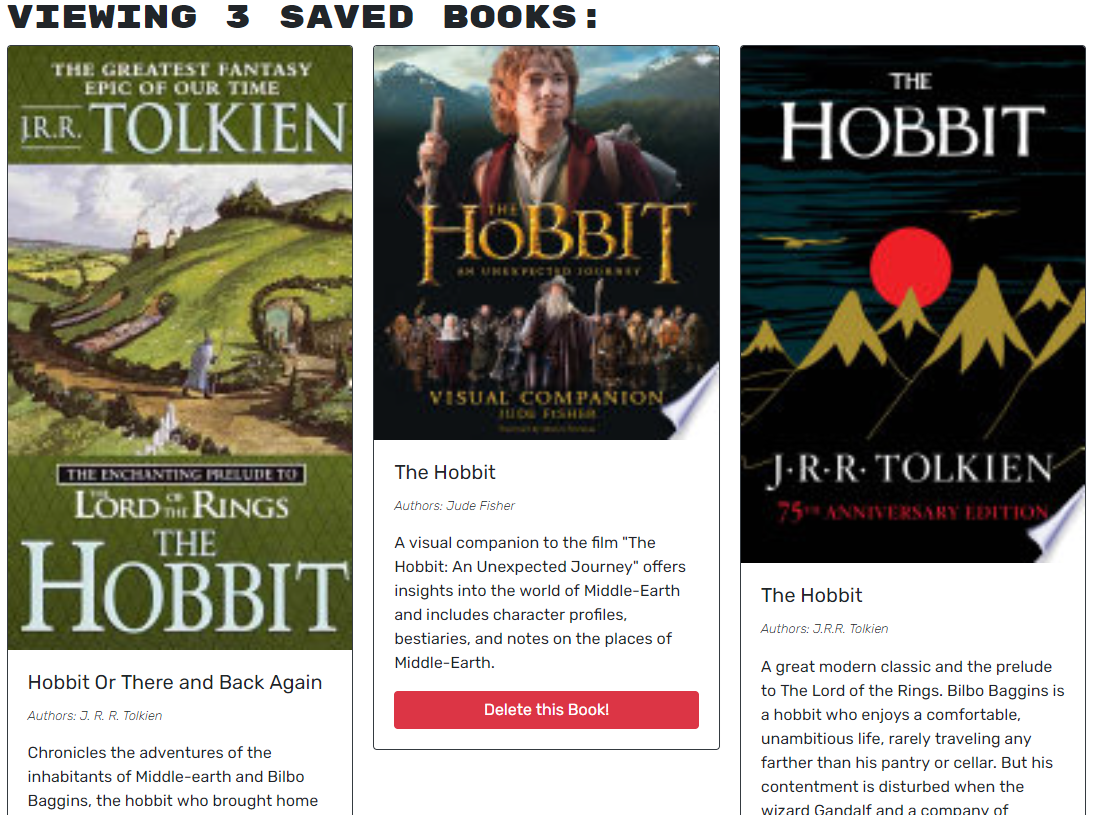 VIEWING 3 SAVED BOOKS:
THE GREATEST FANTASY
EPIC OF OUR TIME
J.R.R. TOLKIEN
THE ENCHANTING PRELUDE TO
THE LORD OF THE RINGS
THE
HOBBIT
Hobbit Or There and Back Again
Authors: J. R. R. Tolkien
Chronicles the adventures of the
inhabitants of Middle-earth and Bilbo
Baggins, the hobbit who brought home
THE
HOBBIT
AN UNEXPECTED JOURNEY
VISUAL COMPANION
JUDE FISHER
The Hobbit
Authors: Jude Fisher
A visual companion to the film "The
Hobbit: An Unexpected Journey" offers
insights into the world of Middle-Earth
and includes character profiles,
bestiaries, and notes on the places of
Middle-Earth.
Delete this Book!
THE
HOBBIT
J·R·R·TOLKIEN
75TH ANNIVERSARY EDITION
The Hobbit
Authors: J.R.R. Tolkien
A great modern classic and the prelude
to The Lord of the Rings. Bilbo Baggins is
a hobbit who enjoys a comfortable,
unambitious life, rarely traveling any
farther than his pantry or cellar. But his
contentment is disturbed when the
wizard Gandalf and a company of